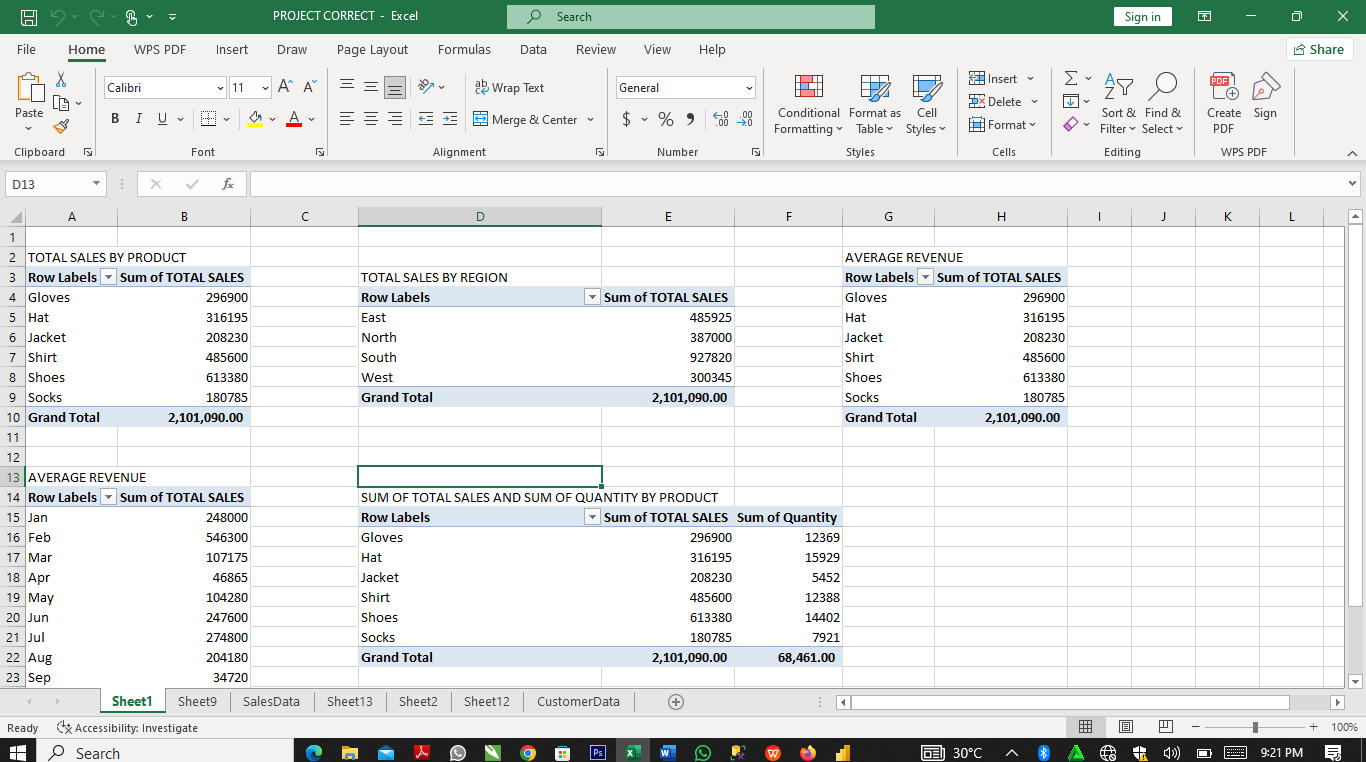 PROJECT CORRECT - Excel
Search
Sign in
File Home WPS PDF Insert Draw Page Layout Formulas Data Review View Help
Share
Paste
Calibri 11
B I U
Wrap Text
Merge & Center
General
$ % ,
Conditional Formatting
Format as Table
Cell Styles
Insert
Delete
Format
Sort & Filter
Find & Select
Create PDF
Sign
Clipboard Font Alignment Number Styles Cells Editing WPS PDF
D13
fx
A B C D E F G H I J K L
1
2 TOTAL SALES BY PRODUCT AVERAGE REVENUE
3 Row Labels Sum of TOTAL SALES TOTAL SALES BY REGION Row Labels Sum of TOTAL SALES
4 Gloves 296900 Row Labels Sum of TOTAL SALES Gloves 296900
5 Hat 316195 East 485925 Hat 316195
6 Jacket 208230 North 387000 Jacket 208230
7 Shirt 485600 South 927820 Shirt 485600
8 Shoes 613380 West 300345 Shoes 613380
9 Socks 180785 Grand Total 2,101,090.00 Socks 180785
10 Grand Total 2,101,090.00 Grand Total 2,101,090.00
11
12
13 AVERAGE REVENUE
14 Row Labels Sum of TOTAL SALES SUM OF TOTAL SALES AND SUM OF QUANTITY BY PRODUCT
15 Jan 248000 Row Labels Sum of TOTAL SALES Sum of Quantity
16 Feb 546300 Gloves 296900 12369
17 Mar 107175 Hat 316195 15929
18 Apr 46865 Jacket 208230 5452
19 May 104280 Shirt 485600 12388
20 Jun 247600 Shoes 613380 14402
21 Jul 274800 Socks 180785 7921
22 Aug 204180 Grand Total 2,101,090.00 68,461.00
23 Sep 34720
Sheet1 Sheet9 SalesData Sheet13 Sheet2 Sheet12 CustomerData
Ready Accessibility: Investigate 100%
Search 30°C 9:21 PM